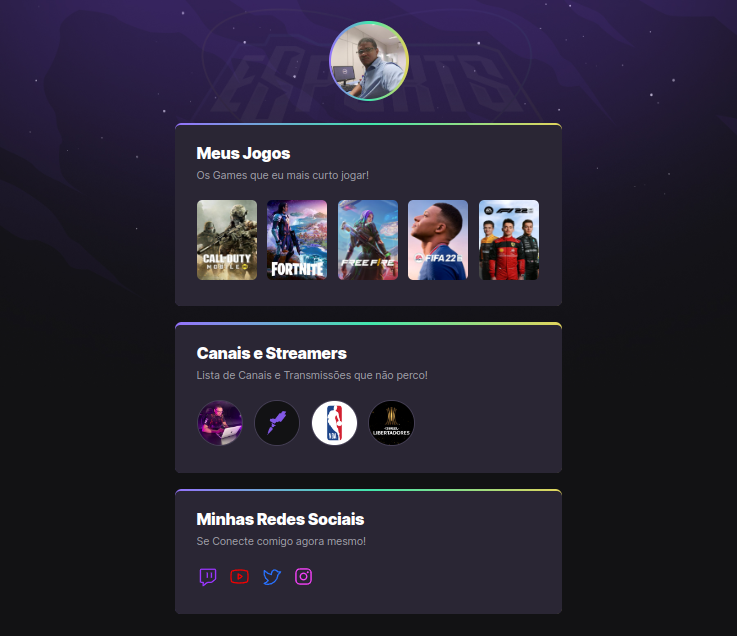 ESPORTS
Meus Jogos
Os Games que eu mais curto jogar!
CALL OF DUTY
MOBILE
FORTNITE
FREE FIRE
FIFA 22
F1 22
Canais e Streamers
Lista de Canais e Transmissões que não perco!
NBA
LIBERTADORES
Minhas Redes Sociais
Se Conecte comigo agora mesmo!